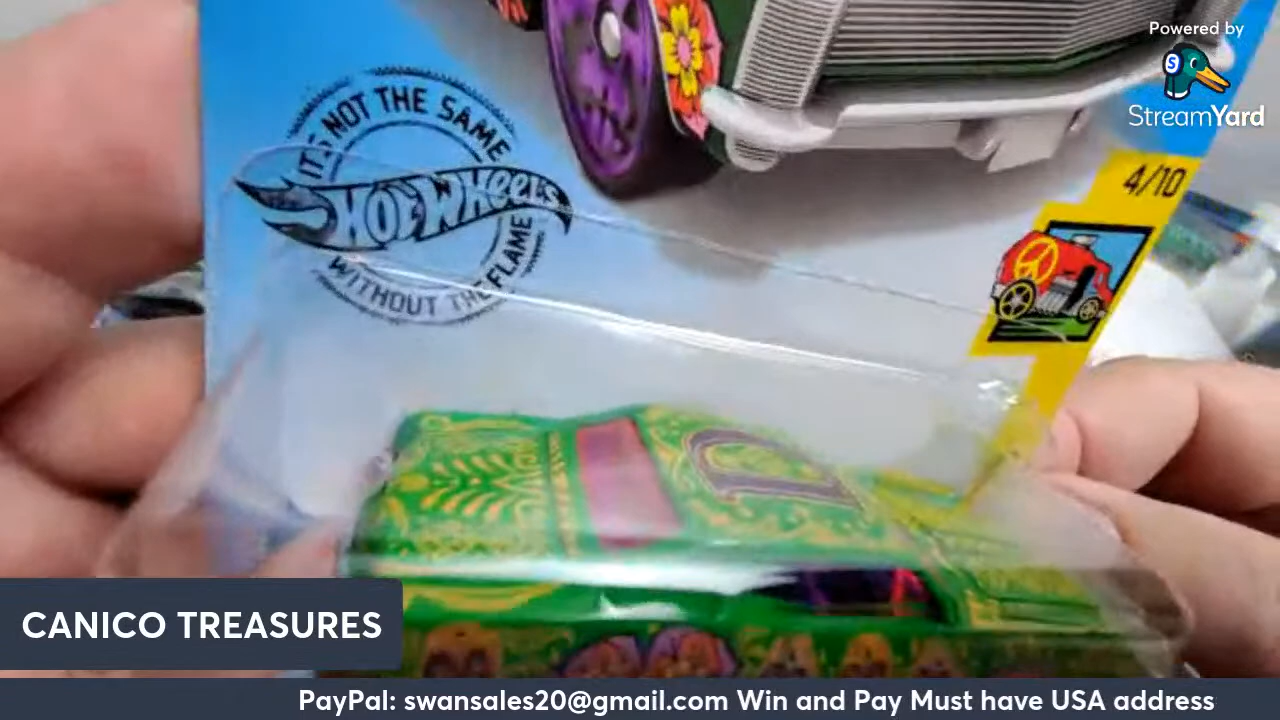 Powered by
StreamYard
IT'S NOT THE SAME
Hot Wheels
WITHOUT THE FLAME
4/10
CANICO TREASURES
PayPal: swansales20@gmail.com Win and Pay Must have USA address